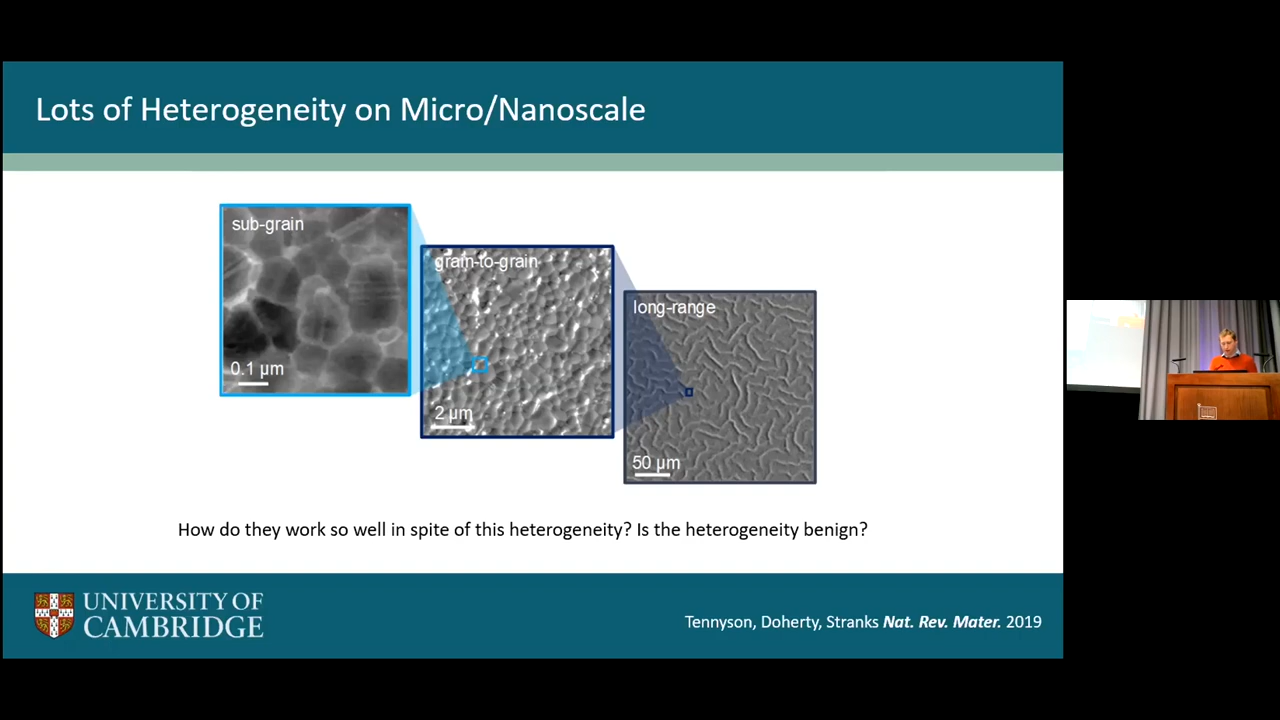 Lots of Heterogeneity on Micro/Nanoscale
sub-grain
0.1 µm
grain-to-grain
2 µm
long-range
50 µm
How do they work so well in spite of this heterogeneity? Is the heterogeneity benign?
UNIVERSITY OF
CAMBRIDGE
Tennyson, Doherty, Stranks Nat. Rev. Mater. 2019